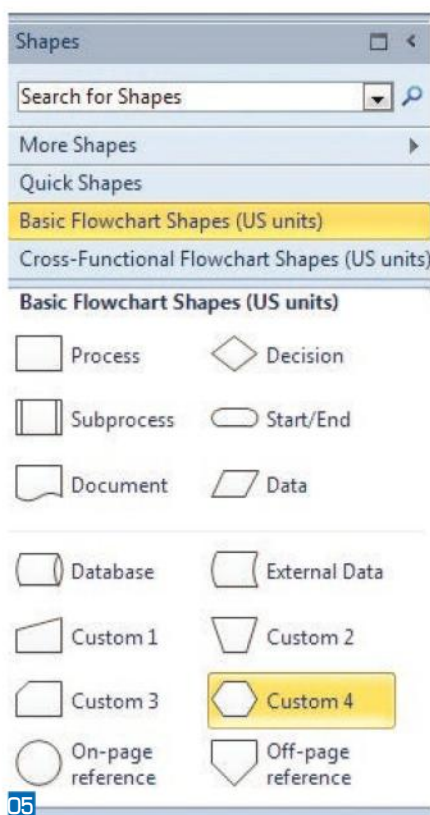 Shapes
Search for Shapes
More Shapes
Quick Shapes
Basic Flowchart Shapes (US units)
Cross-Functional Flowchart Shapes (US units)
Basic Flowchart Shapes (US units)
Process Decision
Subprocess Start/End
Document Data
Database External Data
Custom 1 Custom 2
Custom 3 Custom 4
On-page Off-page
reference reference
05